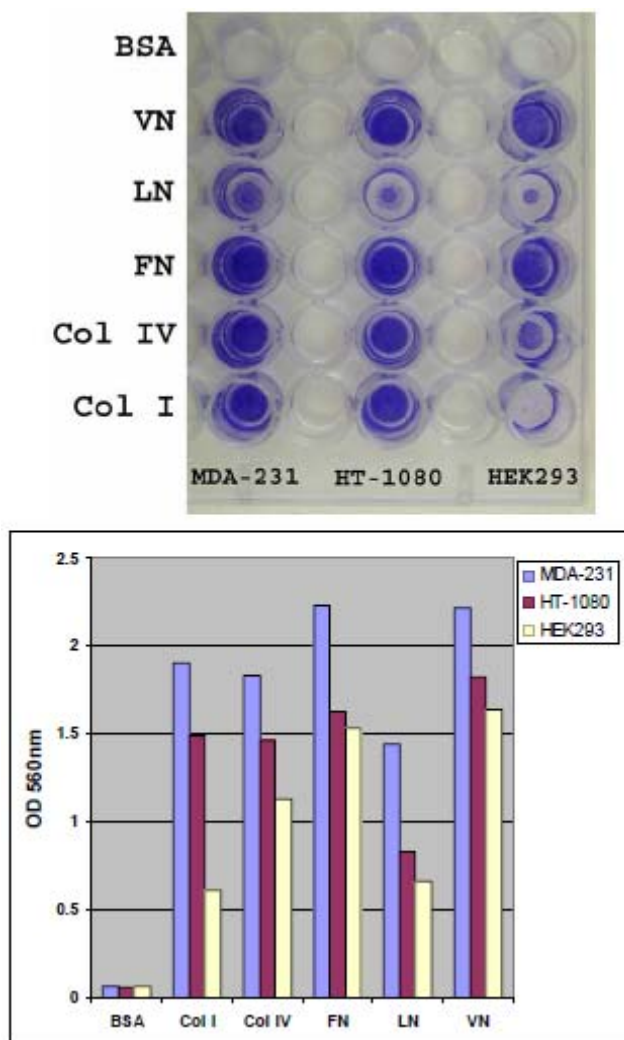 BSA
VN
LN
FN
Col IV
Col I
MDA-231 HT-1080 HEK293
2.5
2
1.5
1
0.5
0
OD 560nm
BSA Col I Col IV FN LN VN
MDA-231
HT-1080
HEK293